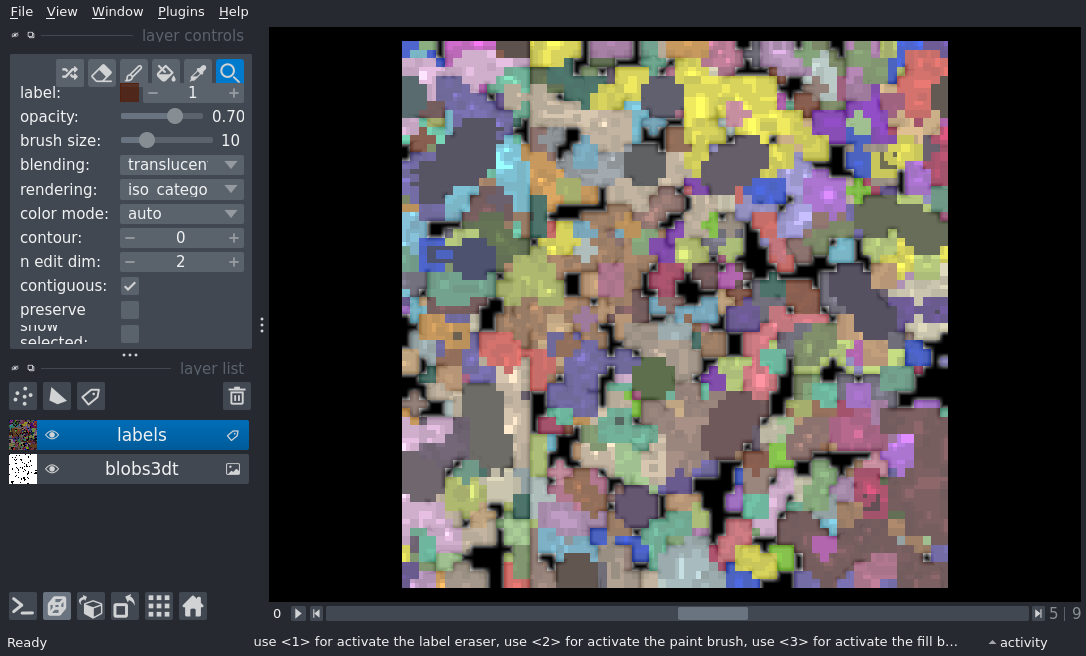 File View Window Plugins Help
layer controls
label: 1
opacity: 0.70
brush size: 10
blending: translucen
rendering: iso_catego
color mode: auto
contour: 0
n edit dim: 2
contiguous:
preserve
show
selected:
layer list
labels
blobs3dt
0 5 9
Ready use <1> for activate the label eraser, use <2> for activate the paint brush, use <3> for activate the fill b... activity